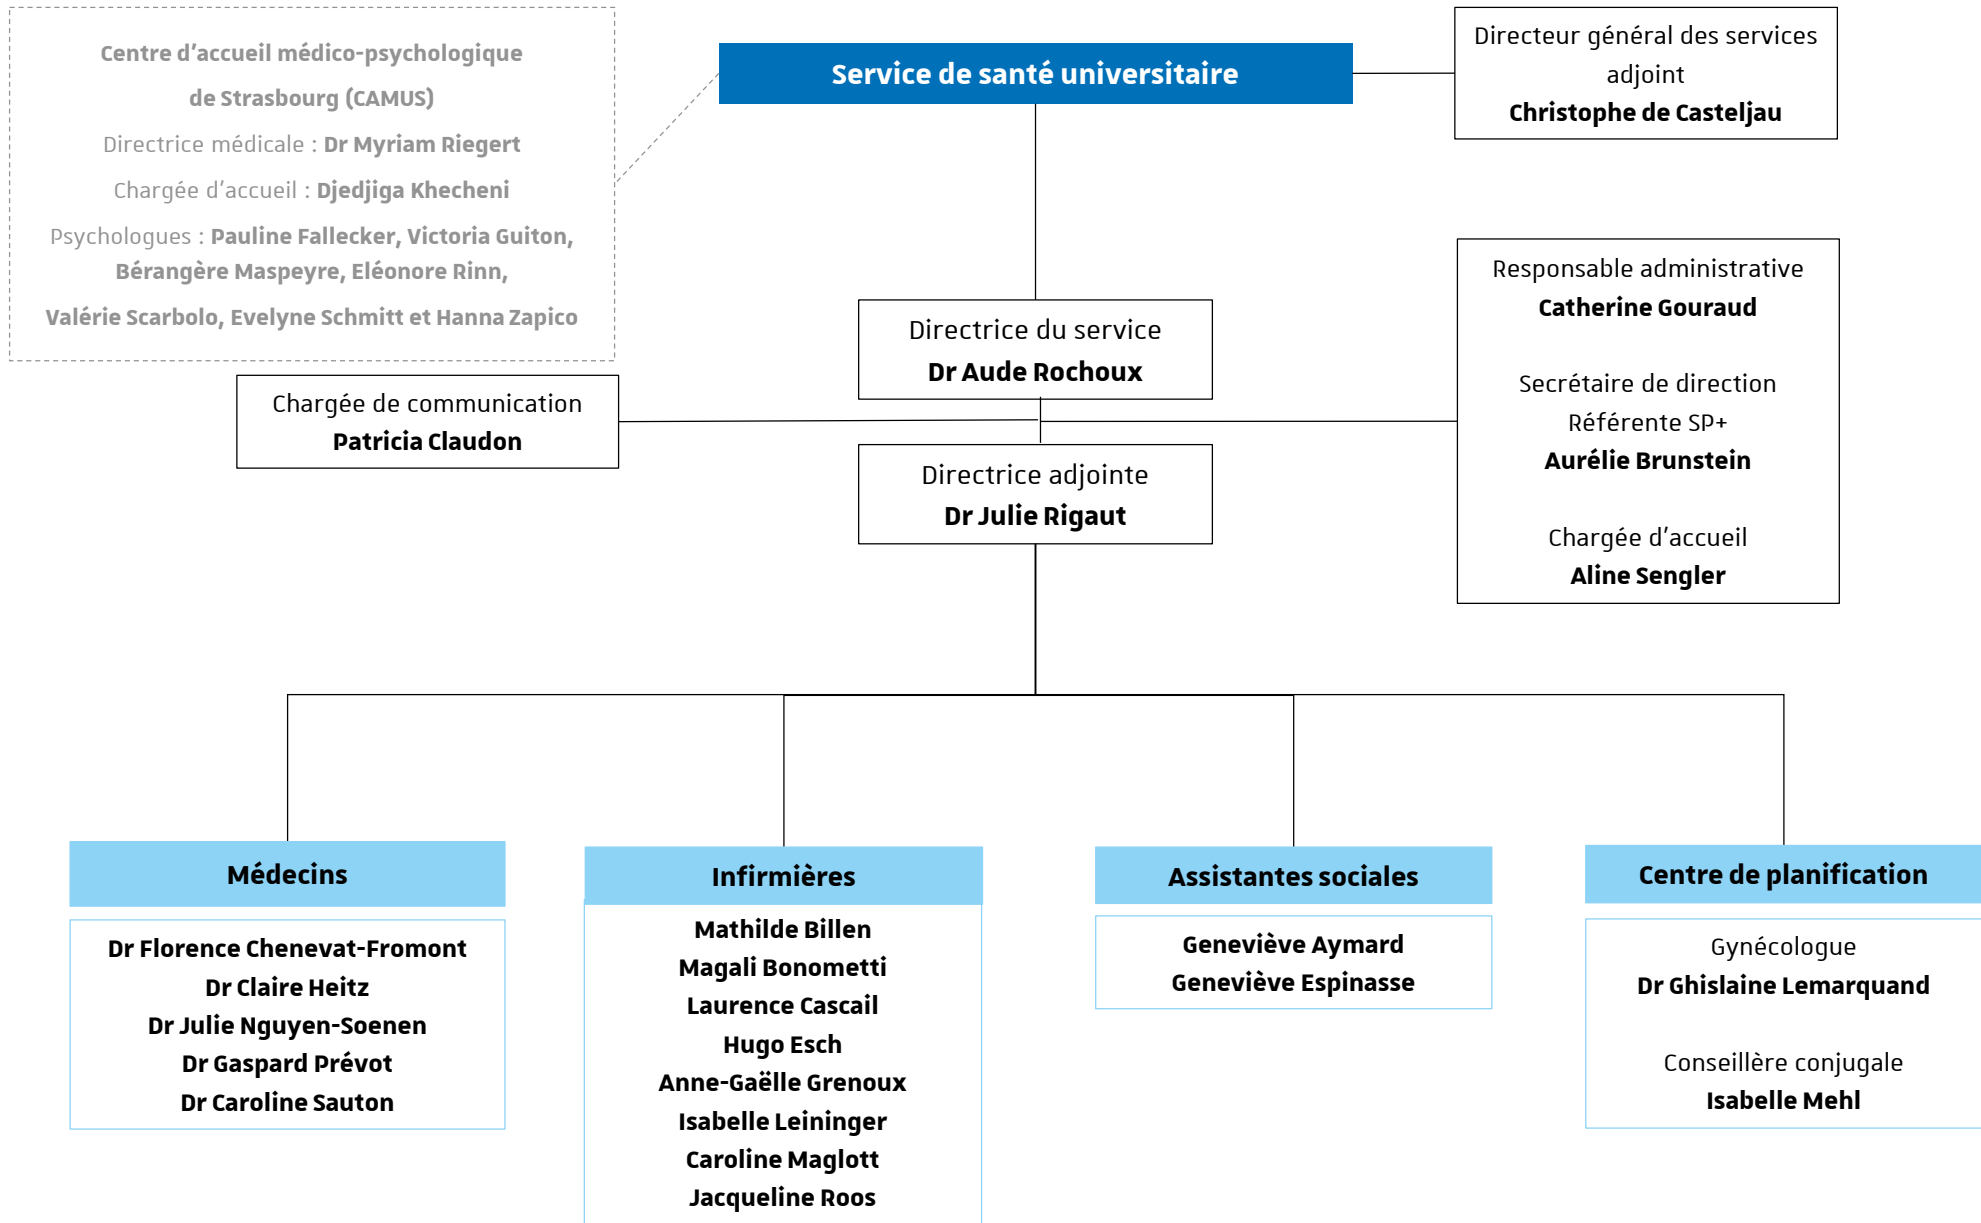 Centre d'accueil médico-psychologique
de Strasbourg (CAMUS)
Directrice médicale : Dr Myriam Riegert
Chargée d'accueil : Djedjiga Khecheni
Psychologues : Pauline Fallecker, Victoria Guiton,
Bérangère Maspeyre, Eléonore Rinn,
Valérie Scarbolo, Evelyne Schmitt et Hanna Zapico
Service de santé universitaire
Directeur général des services
adjoint
Christophe de Casteljau
Directrice du service
Dr Aude Rochoux
Chargée de communication
Patricia Claudon
Responsable administrative
Catherine Gouraud
Secrétaire de direction
Référente SP+
Aurélie Brunstein
Chargée d'accueil
Aline Sengler
Directrice adjointe
Dr Julie Rigaut
Médecins
Dr Florence Chenevat-Fromont
Dr Claire Heitz
Dr Julie Nguyen-Soenen
Dr Gaspard Prévot
Dr Caroline Sauton
Infirmières
Mathilde Billen
Magali Bonometti
Laurence Cascail
Hugo Esch
Anne-Gaëlle Grenoux
Isabelle Leininger
Caroline Maglott
Jacqueline Roos
Assistantes sociales
Geneviève Aymard
Geneviève Espinasse
Centre de planification
Gynécologue
Dr Ghislaine Lemarquand
Conseillère conjugale
Isabelle Mehl